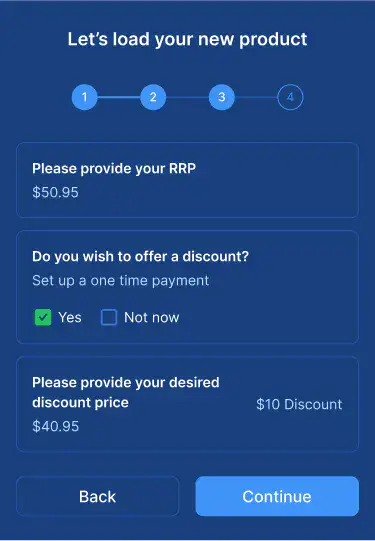 Let's load your new product
1 2 3 4
Please provide your RRP
$50.95
Do you wish to offer a discount?
Set up a one time payment
Yes Not now
Please provide your desired
discount price
$10 Discount
$40.95
Back Continue